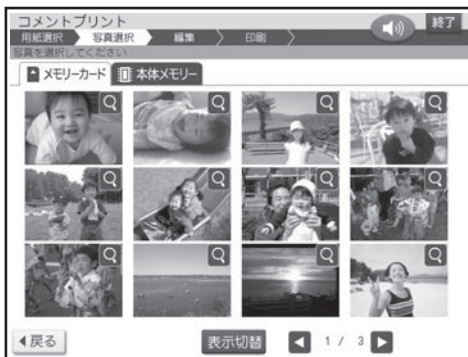 コメントプリント
終了
用紙選択 写真選択 編集 印刷
写真を選択してください
メモリーカード 本体メモリー
戻る 表示切替 1 / 3